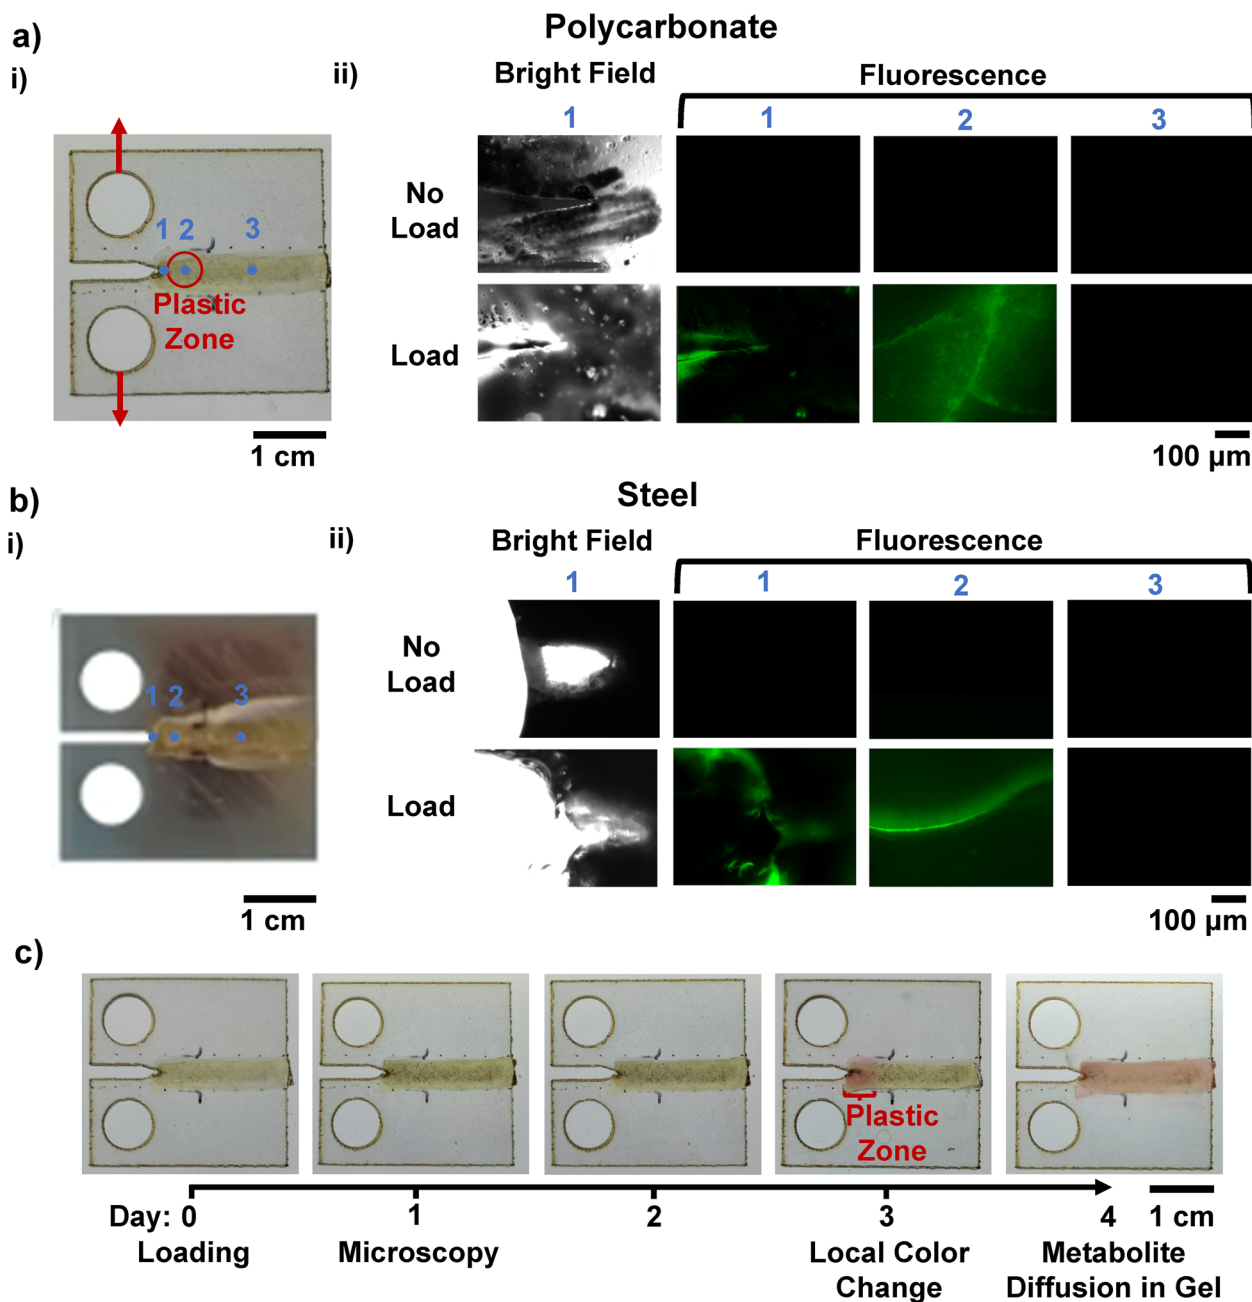 a)
Polycarbonate
i)
ii)
Bright Field
Fluorescence
1
1
2
3
No
Load
Load
1
2
3
Plastic
Zone
1 cm
100 µm
b)
Steel
i)
ii)
Bright Field
Fluorescence
1
1
2
3
No
Load
Load
1
2
3
1 cm
100 µm
c)
Plastic
Zone
Day: 0
1
2
3
4
1 cm
Loading
Microscopy
Local Color
Change
Metabolite
Diffusion in Gel